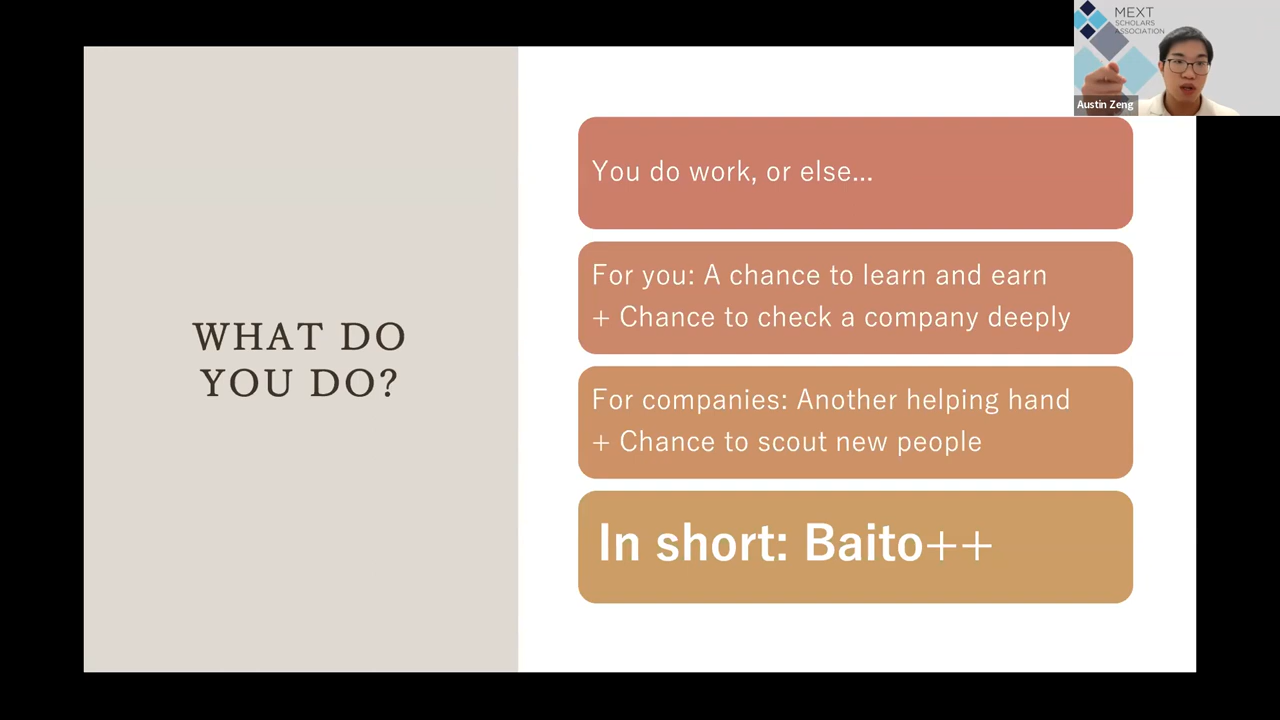 MEXT
SCHOLARS
ASSOCIATION
Austin Zeng
WHAT DO
YOU DO?
You do work, or else...
For you: A chance to learn and earn
+ Chance to check a company deeply
For companies: Another helping hand
+ Chance to scout new people
In short: Baito++